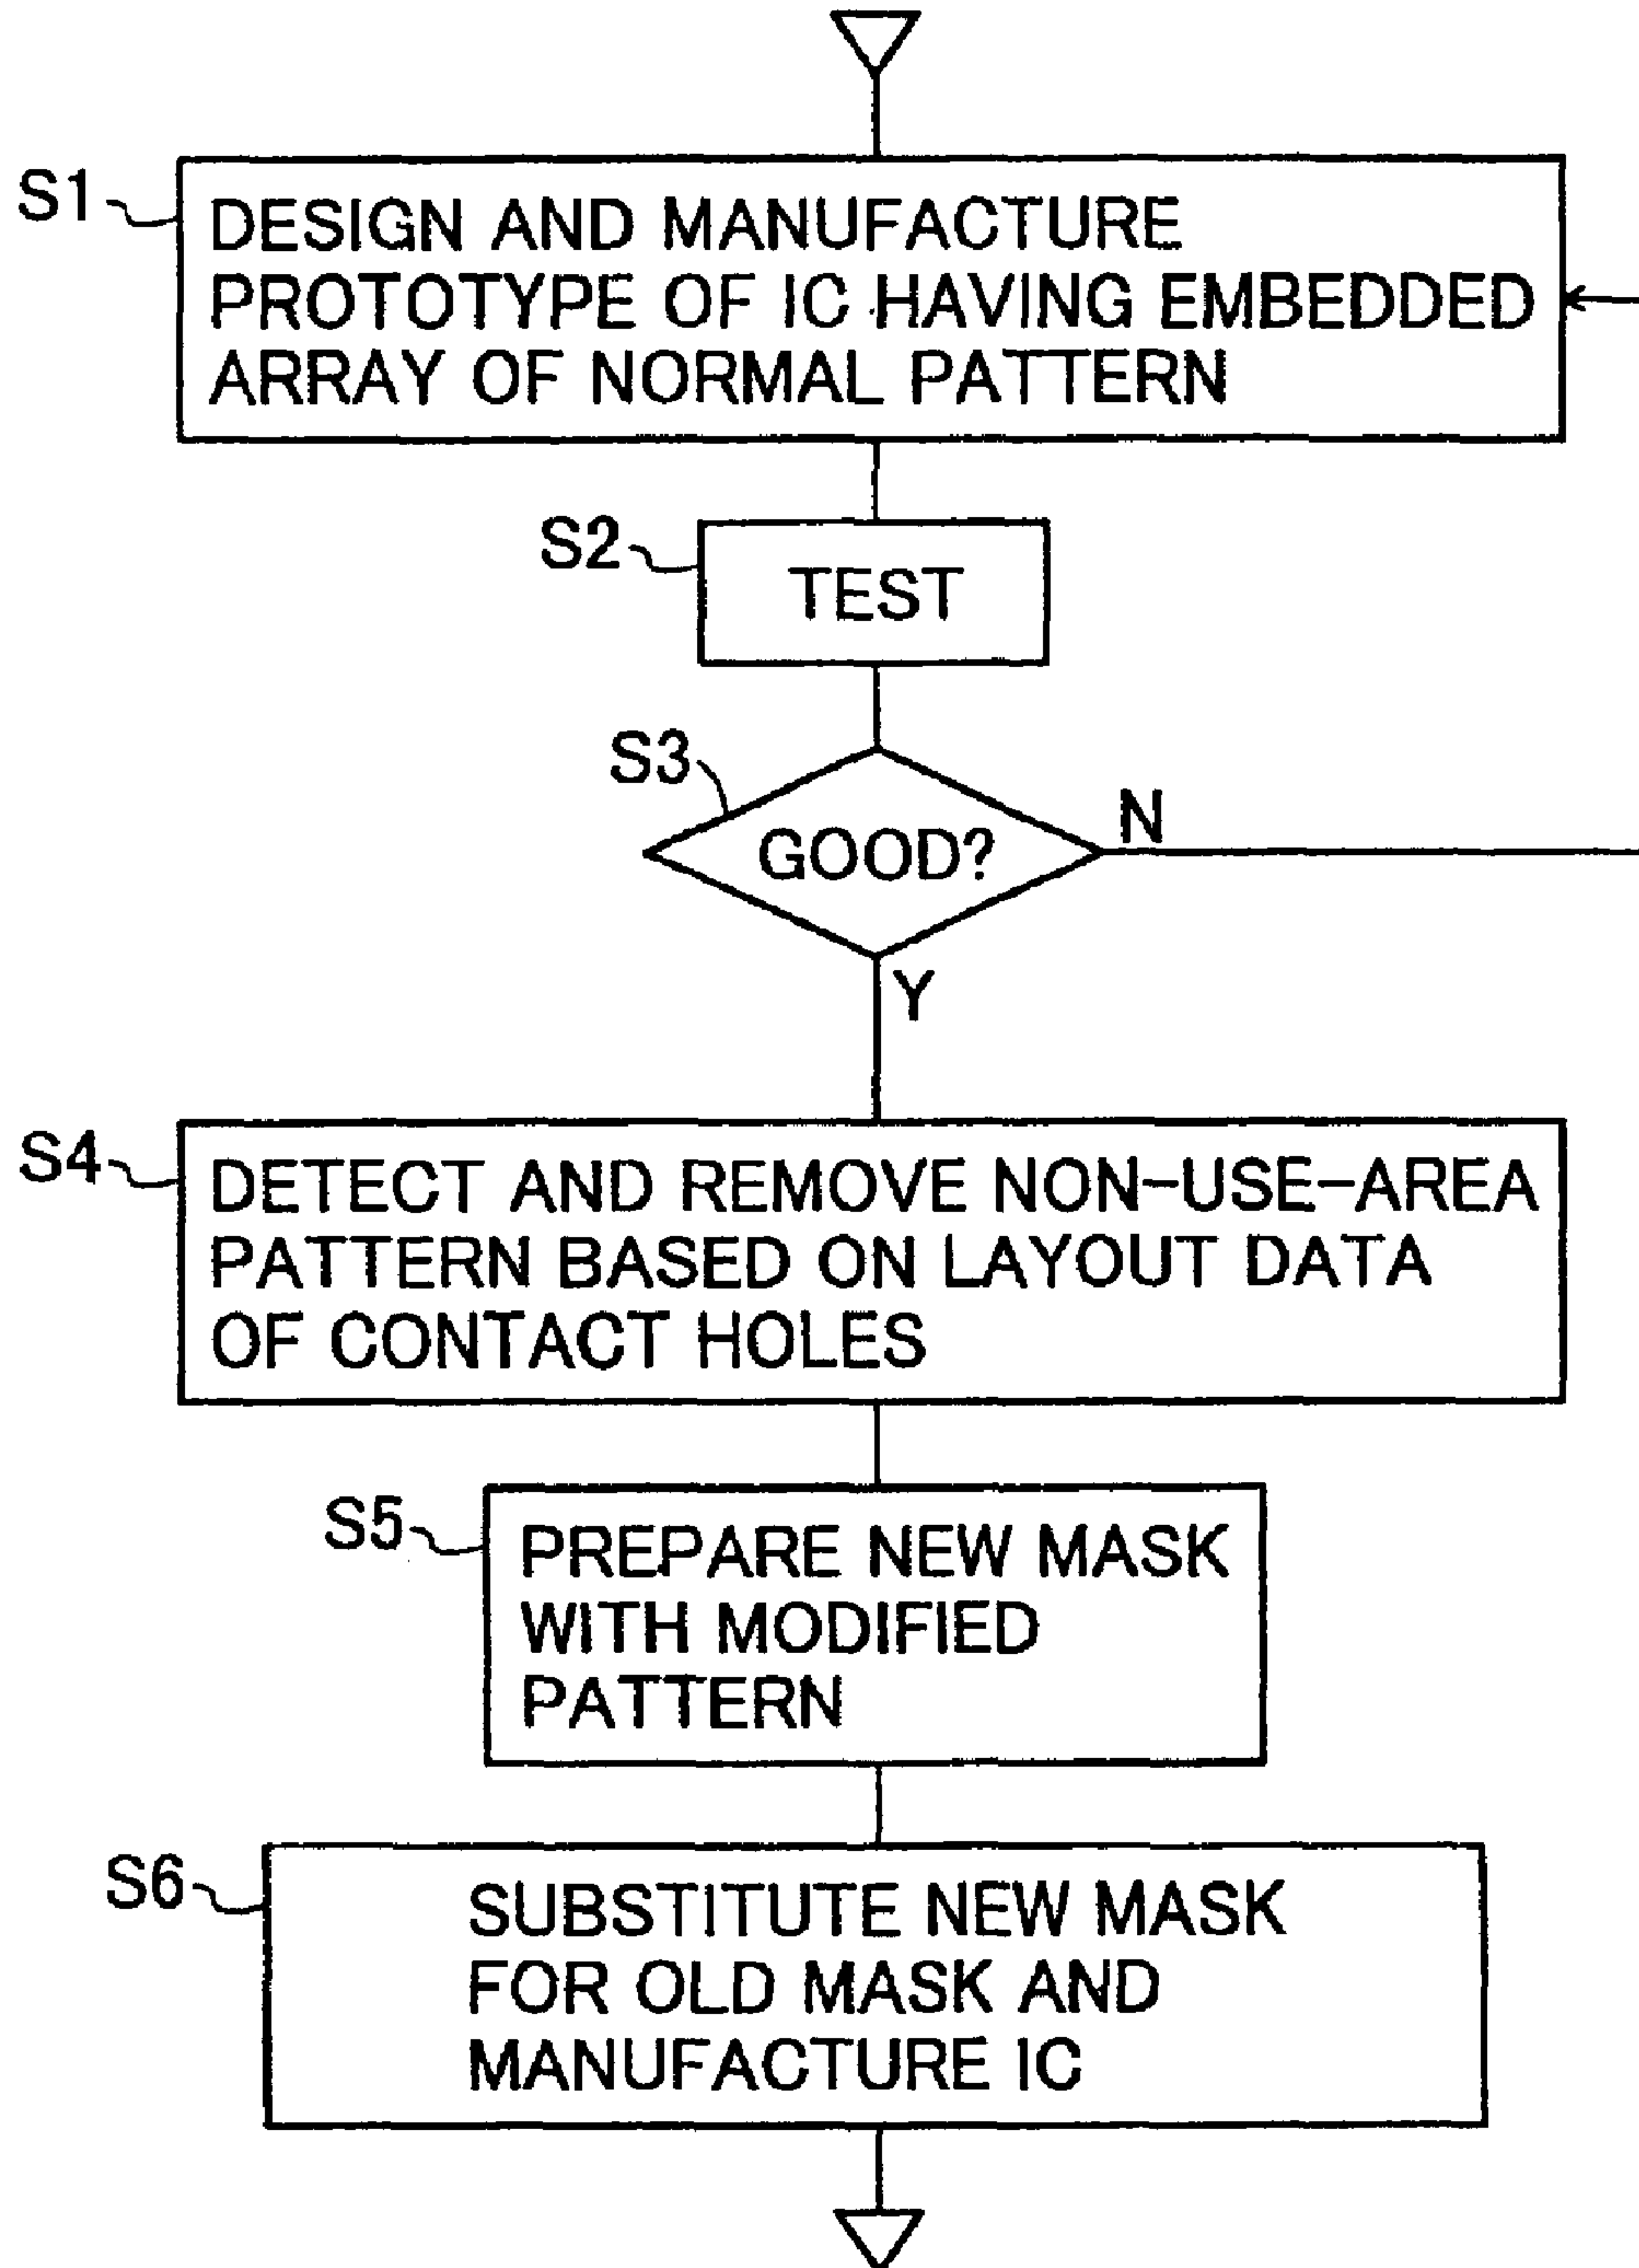 S1
DESIGN AND MANUFACTURE
PROTOTYPE OF IC HAVING EMBEDDED
ARRAY OF NORMAL PATTERN
S2
TEST
S3
GOOD?
N
Y
S4
DETECT AND REMOVE NON-USE-AREA
PATTERN BASED ON LAYOUT DATA
OF CONTACT HOLES
S5
PREPARE NEW MASK
WITH MODIFIED
PATTERN
S6
SUBSTITUTE NEW MASK
FOR OLD MASK AND
MANUFACTURE IC